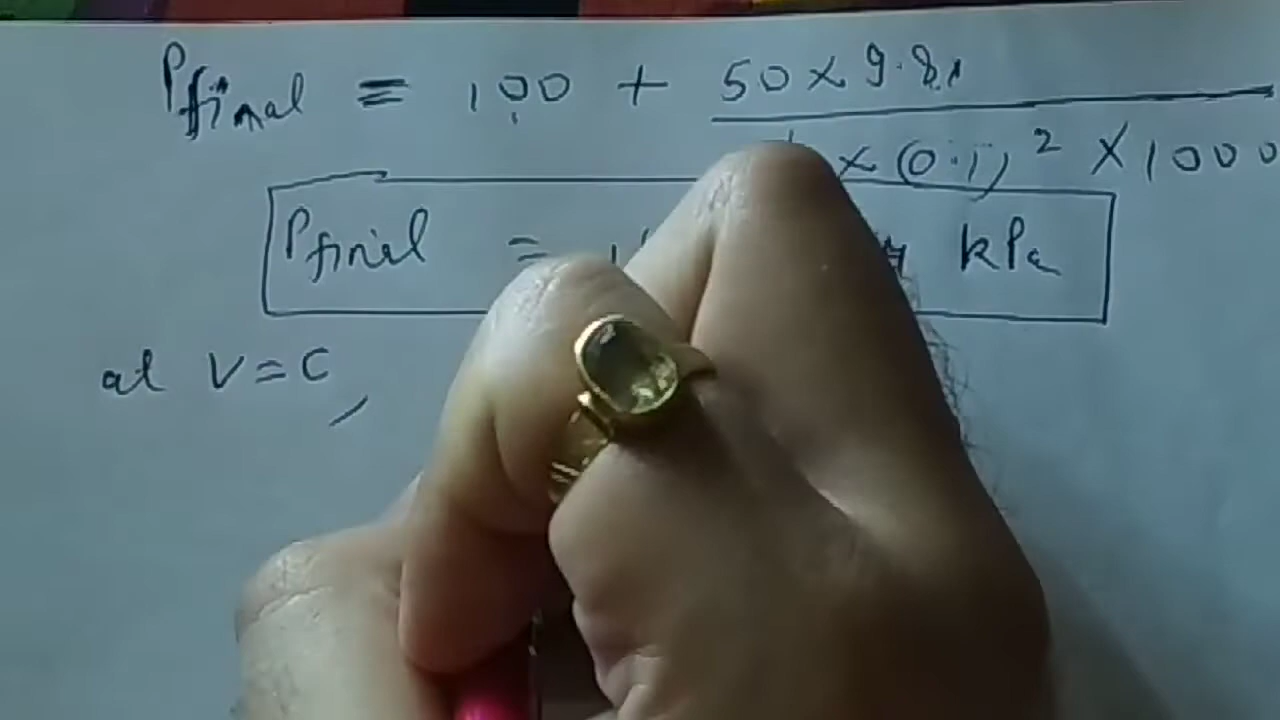 Pfinal = 100 + 50 × 9.81
× (0.1)² × 1000
Pfinal = kPa
at V = C,